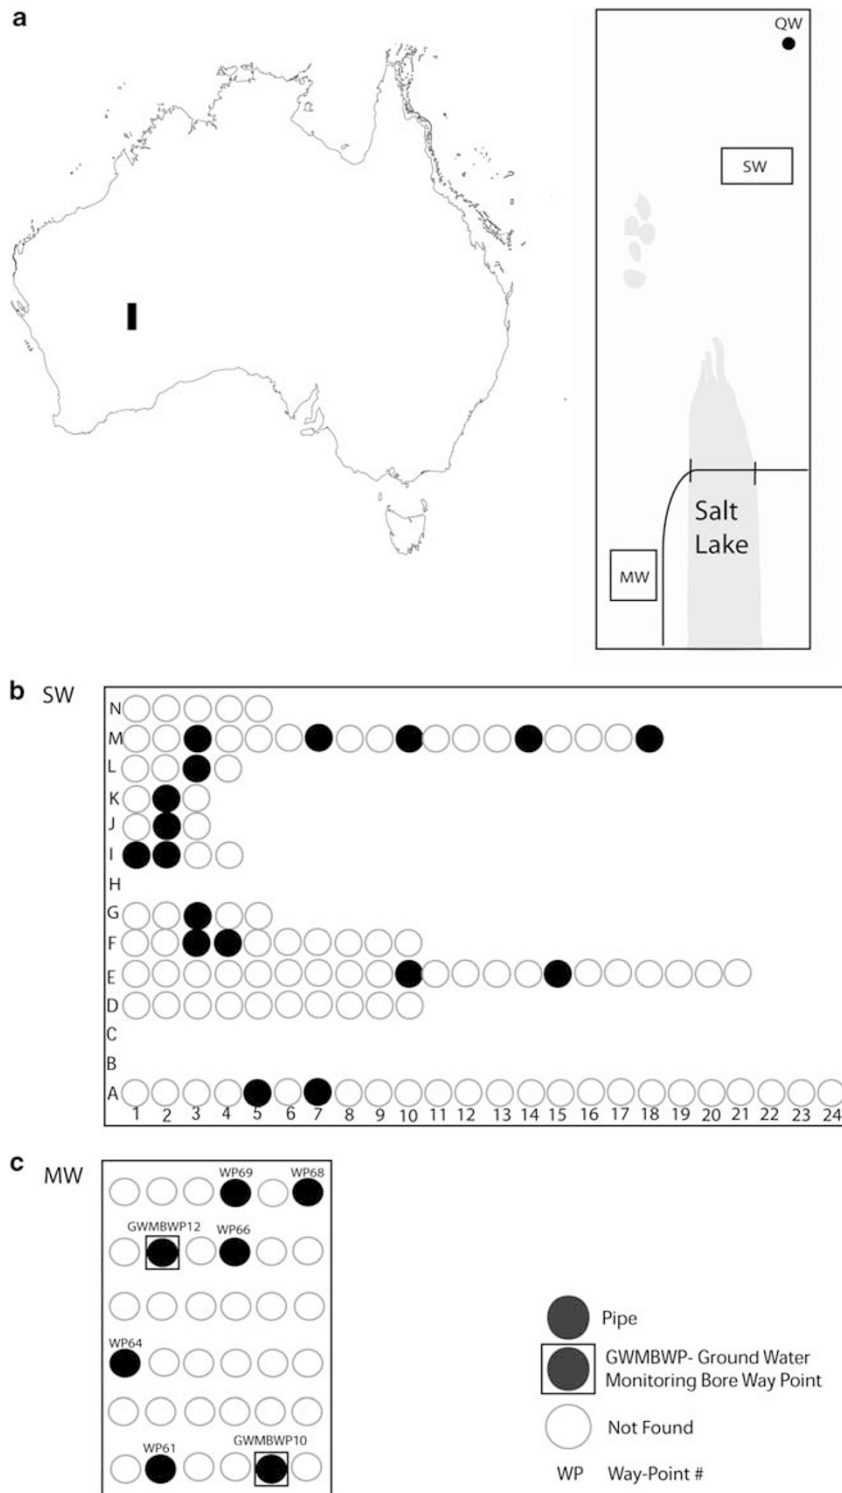 a
QW
SW
Salt
Lake
MW
b SW
N
M
L
K
J
I
H
G
F
E
D
C
B
A
1 2 3 4 5 6 7 8 9 10 11 12 13 14 15 16 17 18 19 20 21 22 23 24
c MW
WP69 WP68
GWMBWP12 WP66
WP64
WP61 GWMBWP10
Pipe
GWMBWP- Ground Water
Monitoring Bore Way Point
Not Found
WP Way-Point #